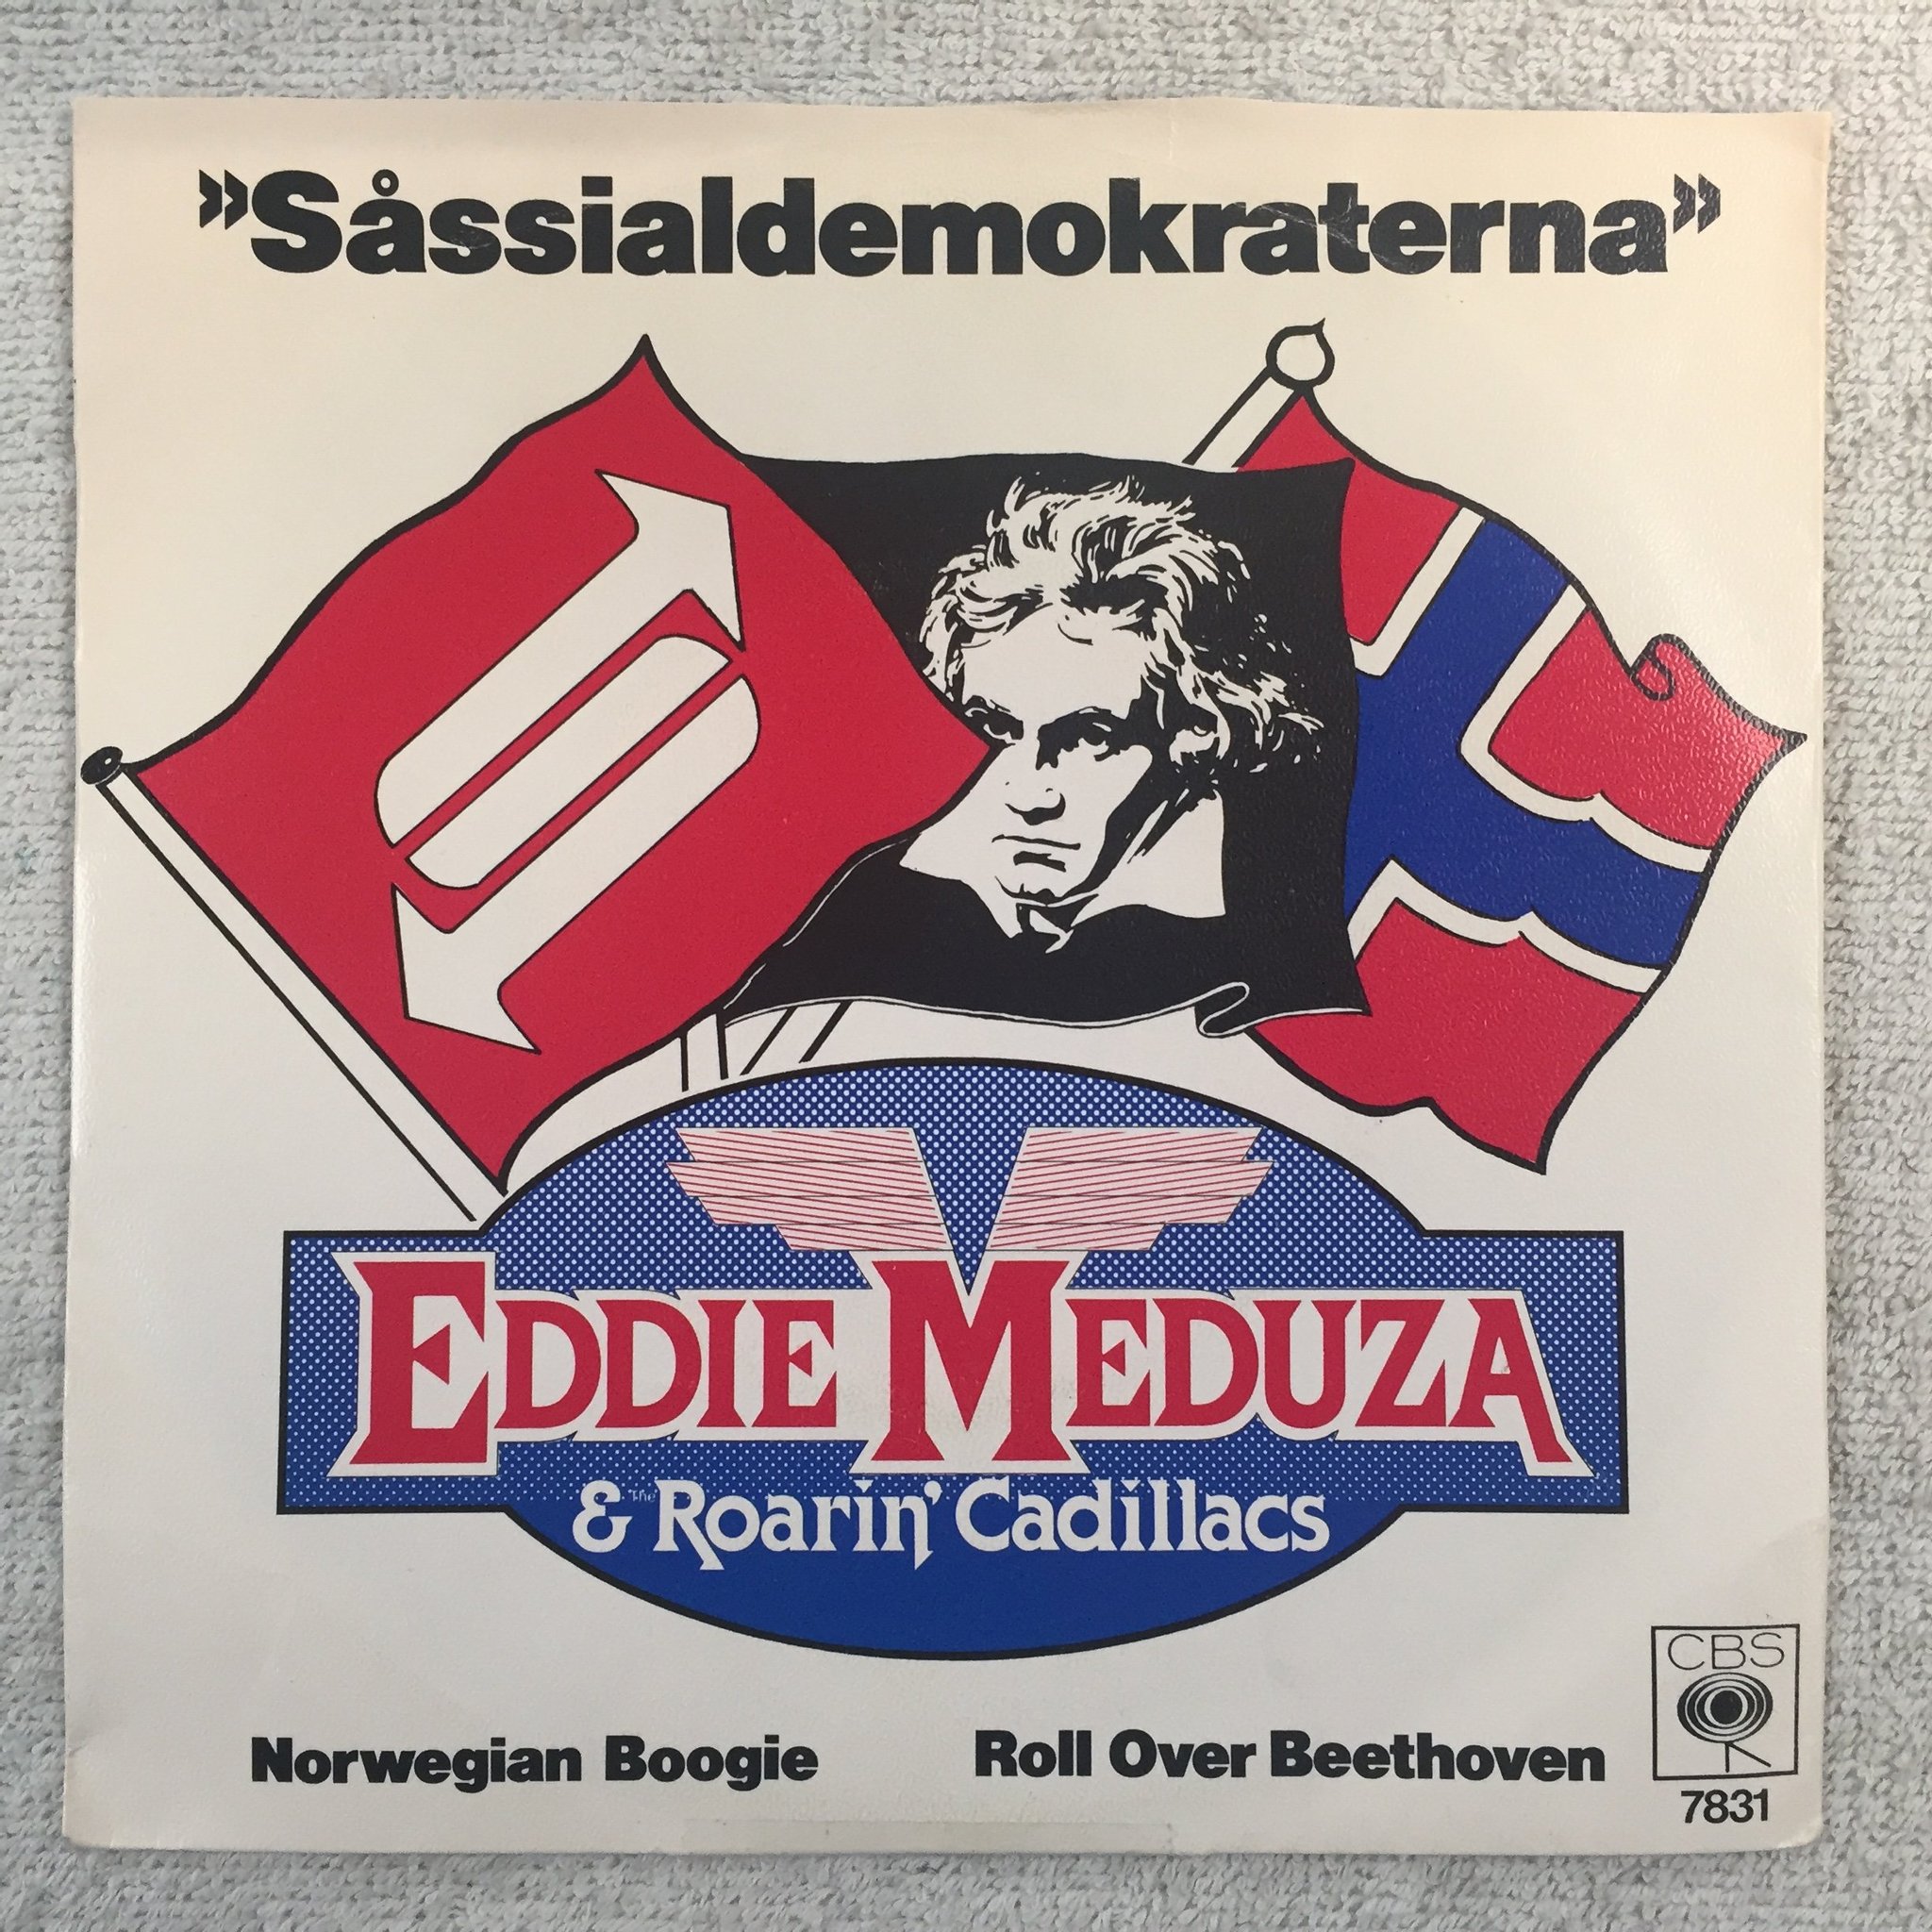 »Såssialdemokraterna»
EDDIE MEDUZA
& The Roarin' Cadillacs
Norwegian Boogie
Roll Over Beethoven
CBS
7831